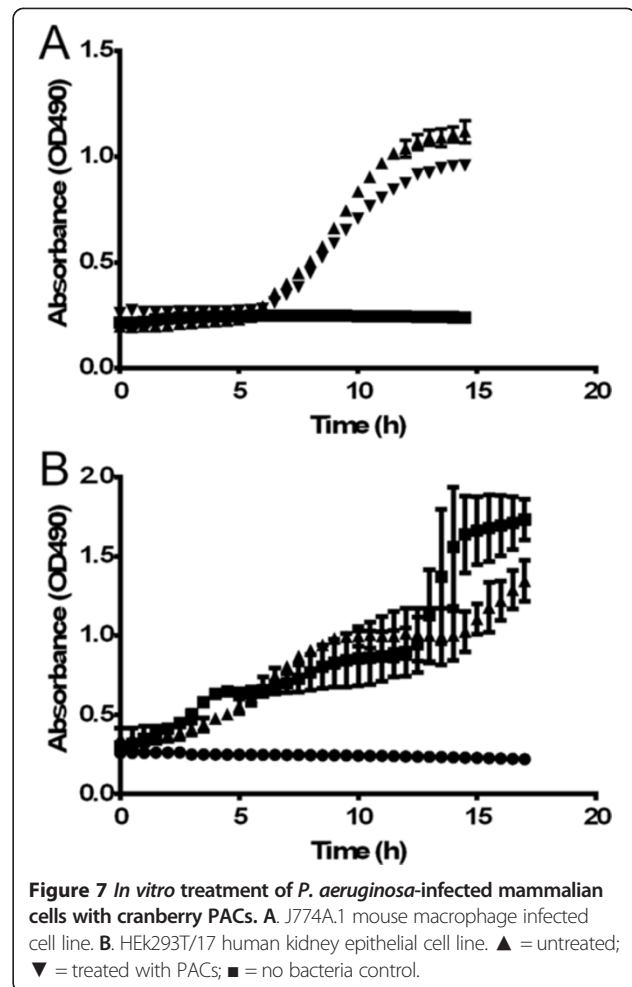 A
1.5
1.0
0.5
0.0
Absorbance (OD490)
0 5 10 15 20
Time (h)
B
2.0
1.5
1.0
0.5
0.0
Absorbance (OD490)
0 5 10 15 20
Time (h)
Figure 7 In vitro treatment of P. aeruginosa-infected mammalian
cells with cranberry PACs. A. J774A.1 mouse macrophage infected
cell line. B. HEk293T/17 human kidney epithelial cell line. ▲ = untreated;
▼ = treated with PACs; ■ = no bacteria control.